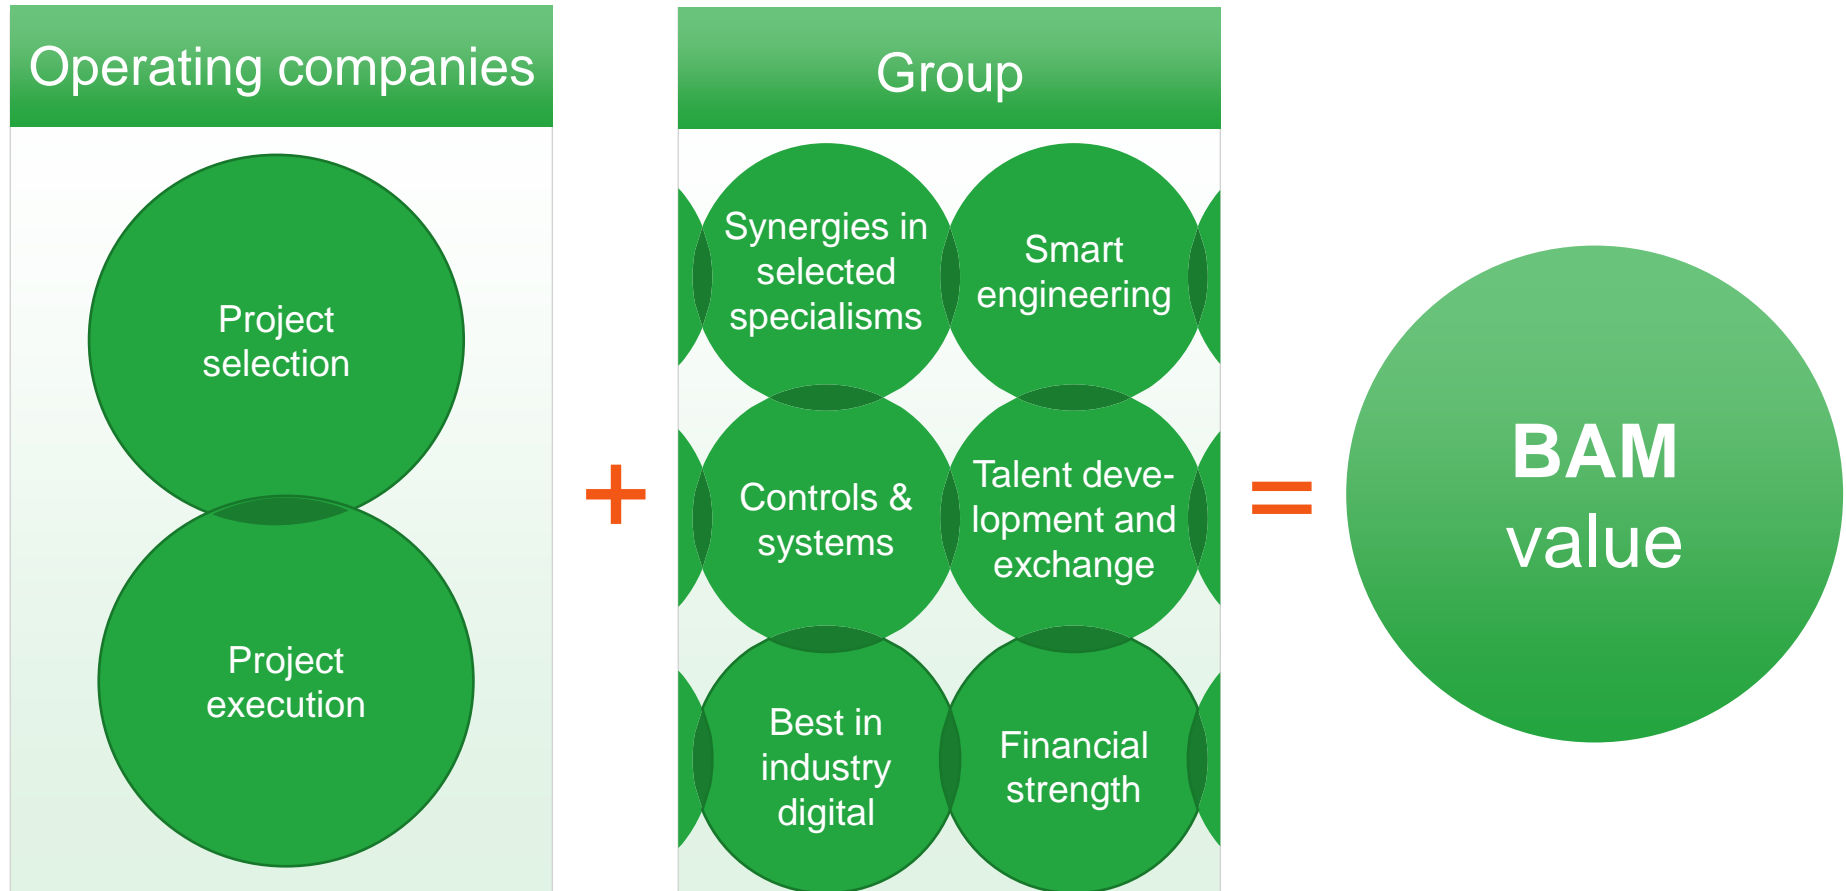 Operating companies
Project
selection
Project
execution
+
Group
Synergies in
selected
specialisms
Smart
engineering
Controls &
systems
Talent deve-
lopment and
exchange
Best in
industry
digital
Financial
strength
=
BAM
value